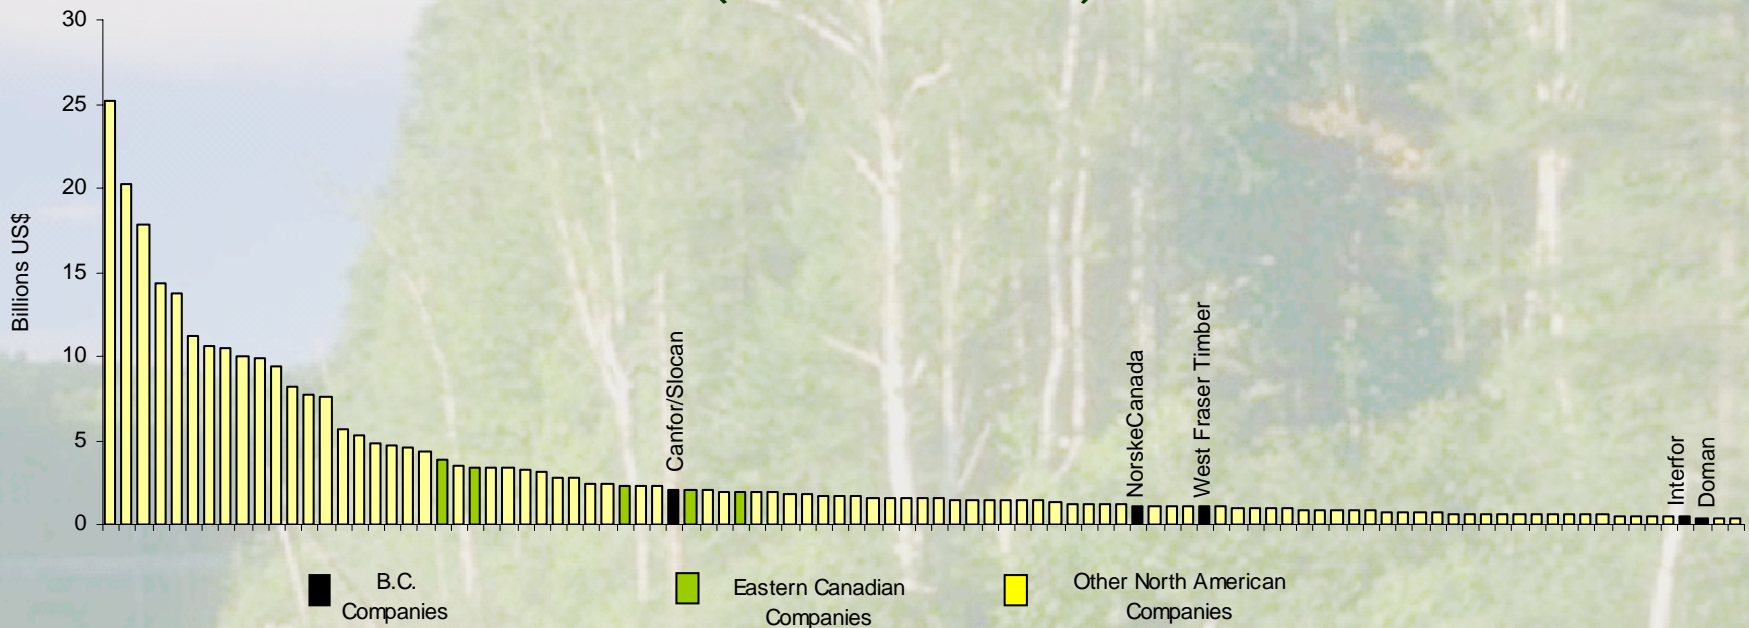 30
25
20
15
10
5
0
Billions US$
Canfor/Slocan
NorskeCanada
West Fraser Timber
Interfor
Doman
B.C.
Companies
Eastern Canadian
Companies
Other North American
Companies